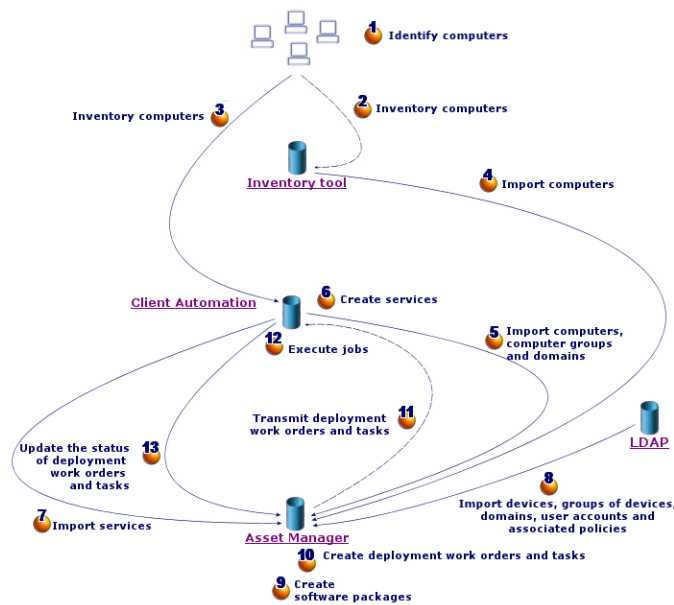 1 Identify computers
2 Inventory computers
3 Inventory computers
Inventory tool
4 Import computers
Client Automation
6 Create services
5 Import computers,
computer groups
and domains
12 Execute jobs
11 Transmit deployment
work orders and tasks
LDAP
13 Update the status
of deployment
work orders
and tasks
8
Import devices, groups of devices,
domains, user accounts and
associated policies
7 Import services
Asset Manager
10 Create deployment work orders and tasks
9 Create
software packages